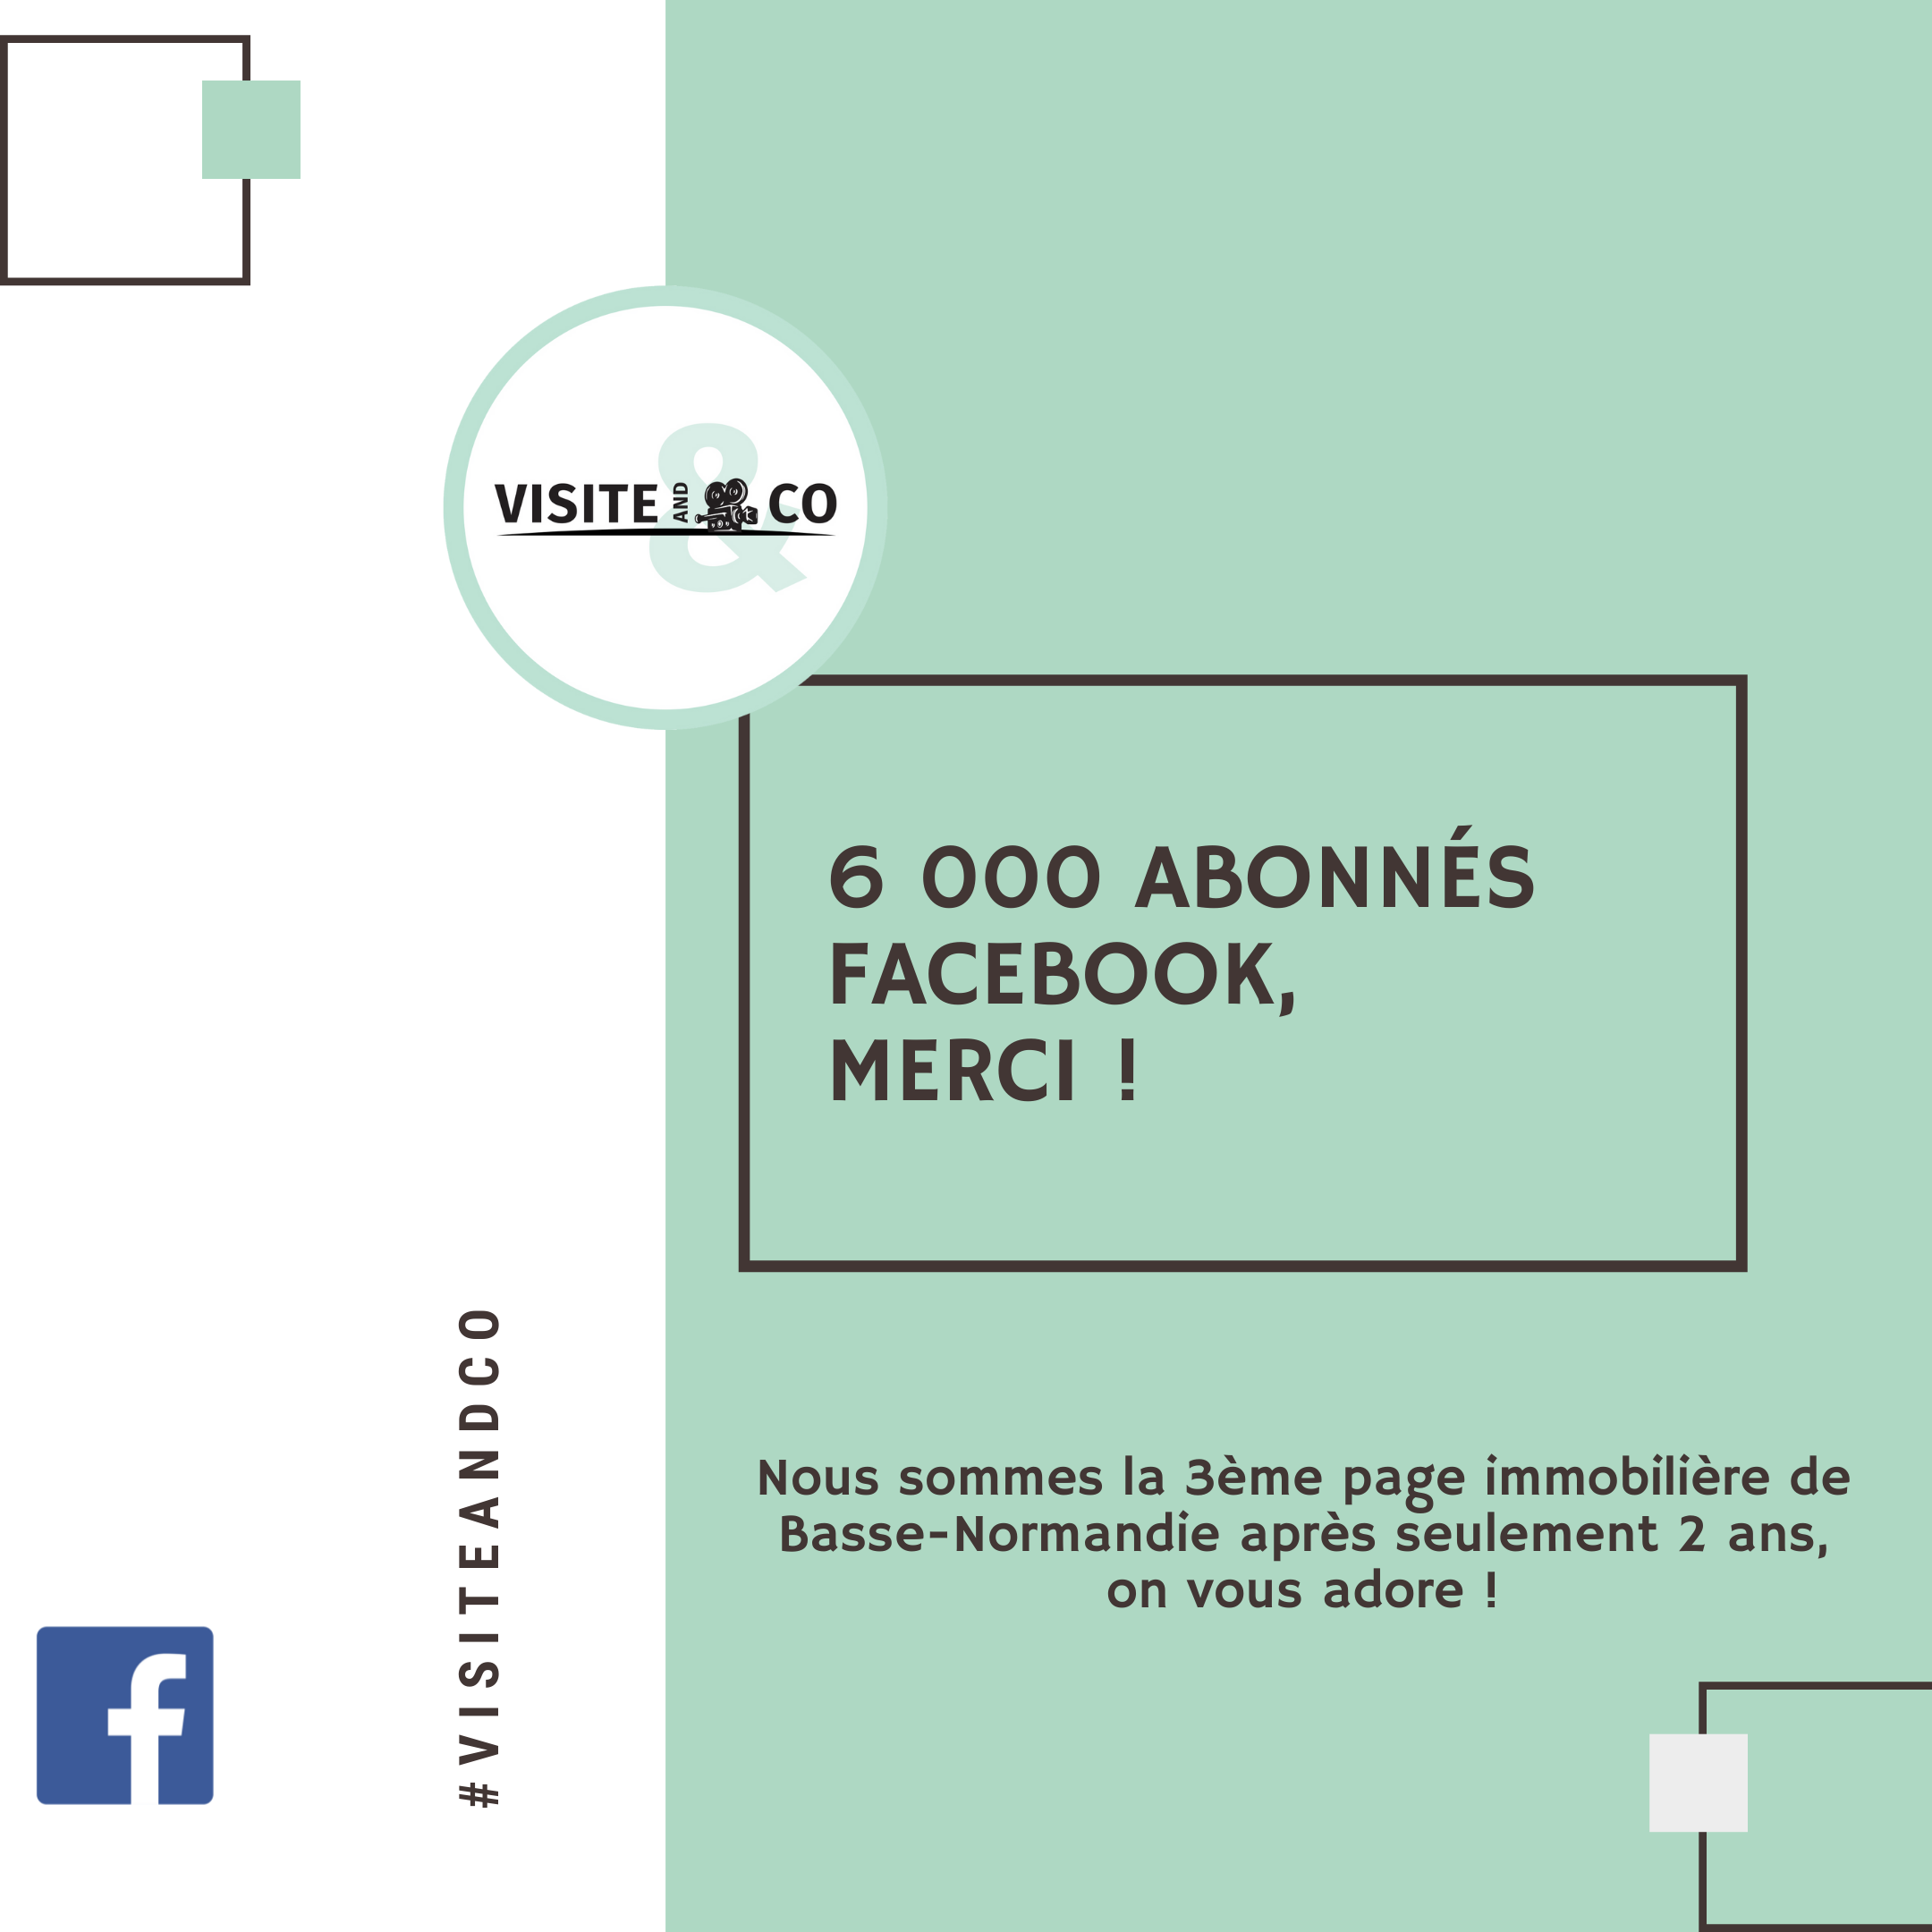 &
VISITE AND CO
6 000 ABONNÉS
FACEBOOK,
MERCI !
#VISITEANDCO
Nous sommes la 3ème page immobilière de
Basse-Normandie après seulement 2 ans,
on vous adore !
f